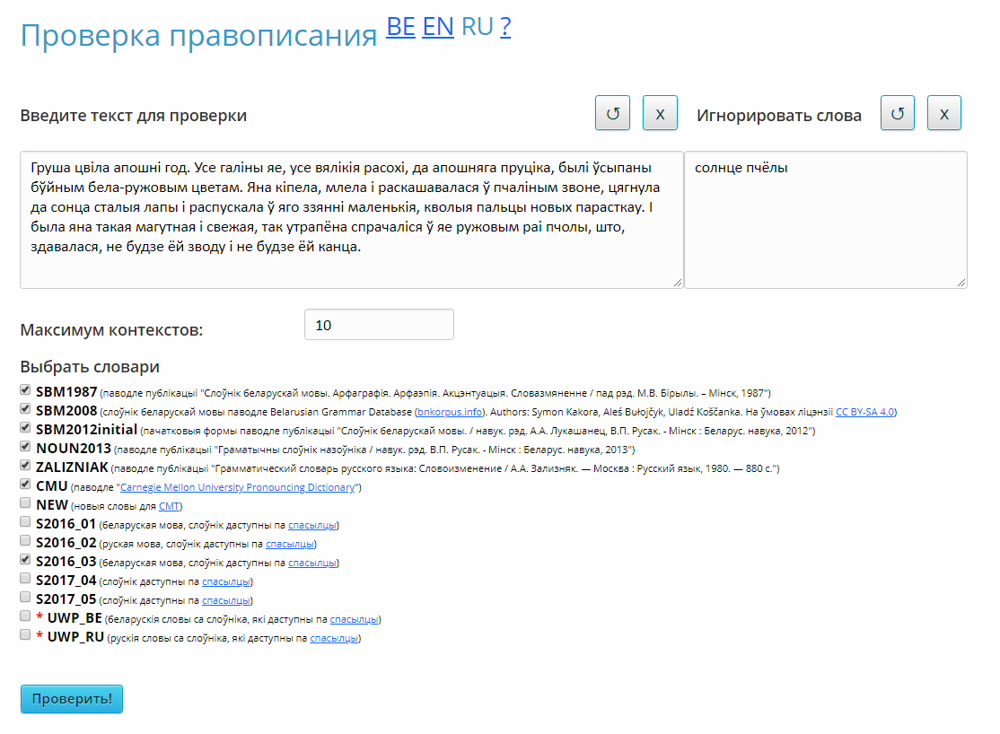 Проверка правописания BE EN RU ?
Введите текст для проверки ↺ X Игнорировать слова ↺ X
Груша цвіла апошні год. Усе галіны яе, усе вялікія расохі, да апошняга пруціка, былі ўсыпаны
бўйным бела-ружовым цветам. Яна кіпела, млела і раскашавалася ў пчаліным звоне, цягнула
да сонца сталыя лапы і распускала ў яго ззянні маленькія, кволыя пальцы новых парасткау. І
была яна такая магутная і свежая, так утрапёна спрачаліся ў яе ружовым раі пчолы, што,
здавалася, не будзе ёй зводу і не будзе ёй канца.
солнце пчёлы
Максимум контекстов: 10
Выбрать словари
SBM1987 (паводле публікацыі "Слоўнік беларускай мовы. Арфаграфія. Арфаэпія. Акцэнтуацыя. Словазмяненне / пад рэд. М.В. Бірылы. – Мінск, 1987")
SBM2008 (слоўнік беларускай мовы паводле Belarusian Grammar Database (bnkorpus.info). Authors: Symon Kakora, Aleś Bułojčyk, Uladź Koščanka. На ўмовах ліцэнзіі CC BY-SA 4.0)
SBM2012initial (пачатковыя формы паводле публікацыі "Слоўнік беларускай мовы. / навук. рэд. А.А. Лукашанец, В.П. Русак. - Мінск : Беларус. навука, 2012")
NOUN2013 (паводле публікацыі "Граматычны слоўнік назоўніка / навук. рэд. В.П. Русак. - Мінск : Беларус. навука, 2013")
ZALIZNIAK (паводле публікацыі "Грамматический словарь русского языка: Словоизменение / А.А. Зализняк. — Москва : Русский язык, 1980. — 880 с.")
CMU (паводле "Carnegie Mellon University Pronouncing Dictionary")
NEW (новыя словы для СМТ)
S2016_01 (беларуская мова, слоўнік даступны па спасылцы)
S2016_02 (руская мова, слоўнік даступны па спасылцы)
S2016_03 (беларуская мова, слоўнік даступны па спасылцы)
S2017_04 (слоўнік даступны па спасылцы)
S2017_05 (слоўнік даступны па спасылцы)
* UWP_BE (беларускія словы са слоўніка, які даступны па спасылцы)
* UWP_RU (рускія словы са слоўніка, які даступны па спасылцы)
Проверить!